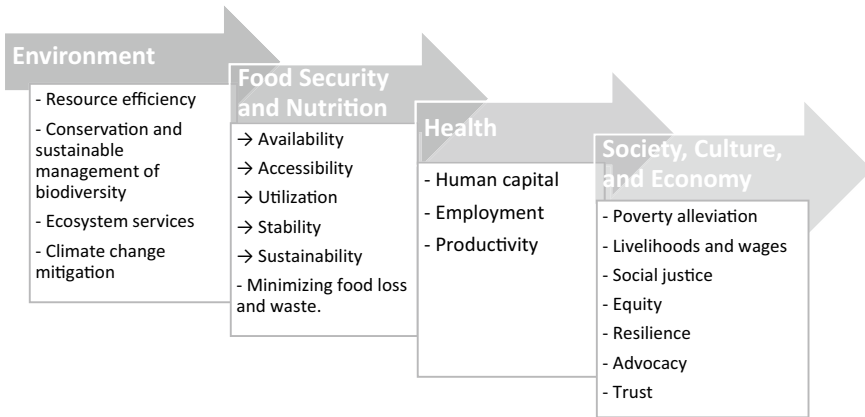 Environment
- Resource efficiency
- Conservation and
sustainable
management of
biodiversity
- Ecosystem services
- Climate change
mitigation
Food Security
and Nutrition
→ Availability
→ Accessibility
→ Utilization
→ Stability
→ Sustainability
- Minimizing food loss
and waste.
Health
- Human capital
- Employment
- Productivity
Society, Culture,
and Economy
- Poverty alleviation
- Livelihoods and wages
- Social justice
- Equity
- Resilience
- Advocacy
- Trust